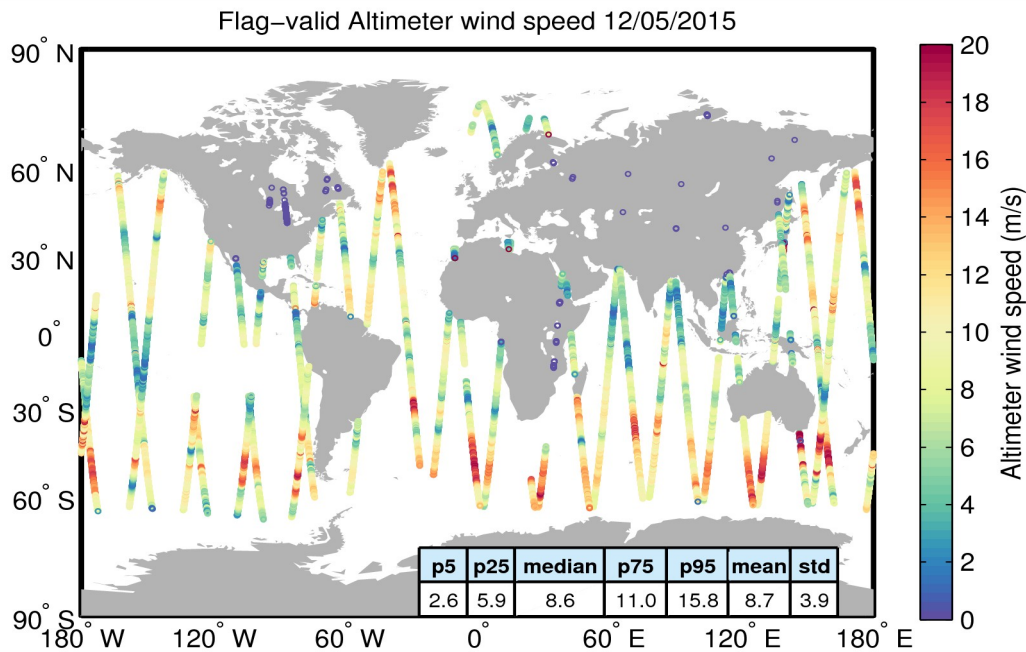 Flag−valid Altimeter wind speed 12/05/2015
90° N
60° N
30° N
0°
30° S
60° S
90° S
180° W
120° W
60° W
0°
60° E
120° E
180° E
p5 p25 median p75 p95 mean std
2.6 5.9 8.6 11.0 15.8 8.7 3.9
20
18
16
14
12
10
8
6
4
2
0
Altimeter wind speed (m/s)